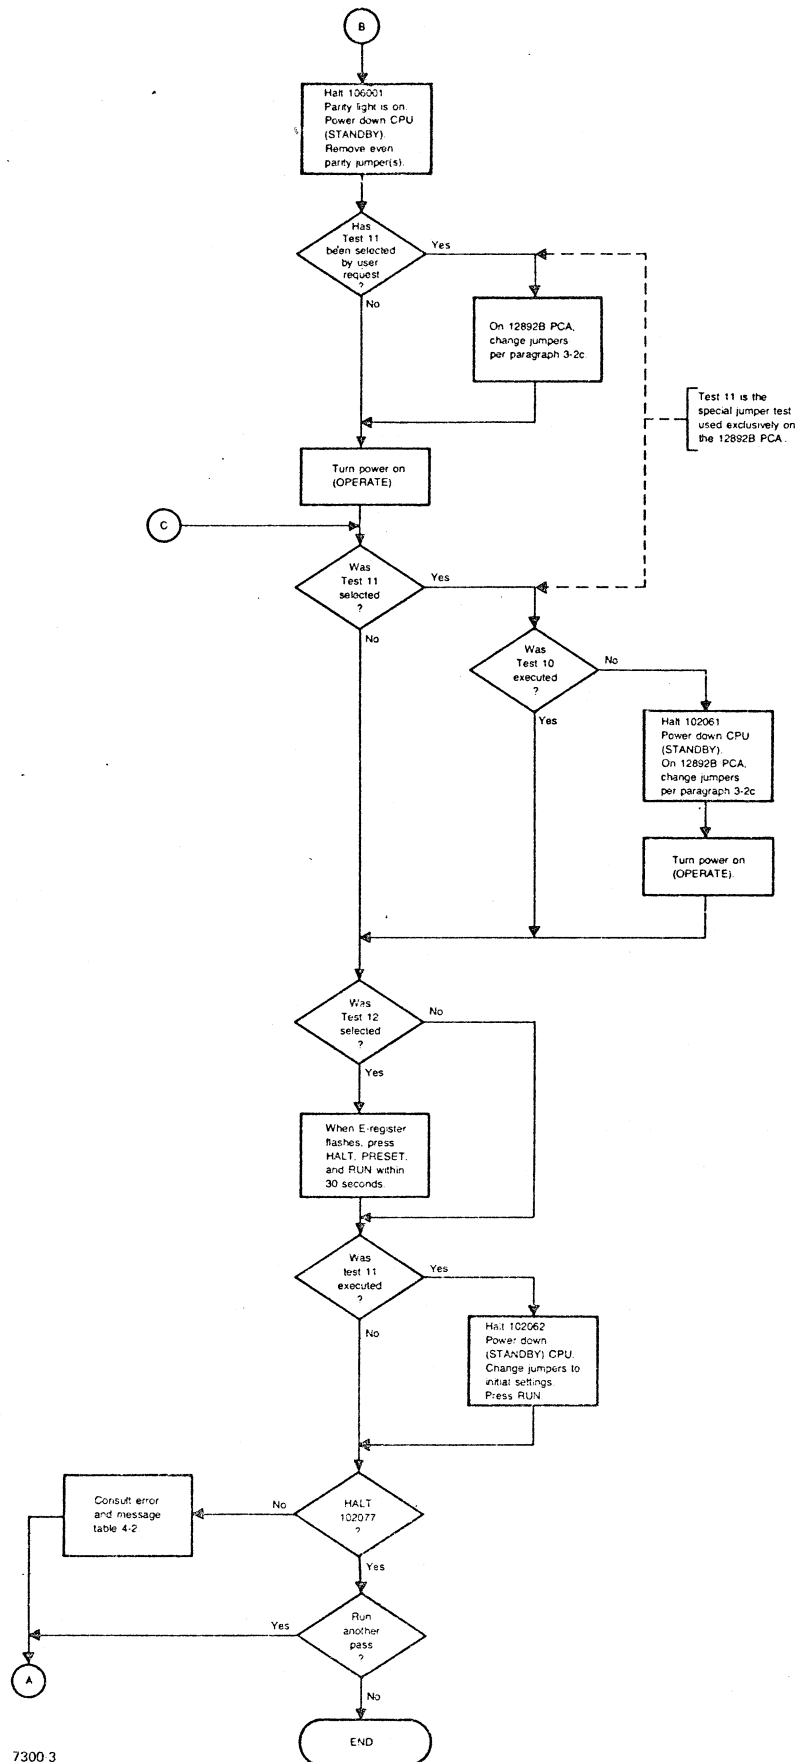 B
Halt 106001
Parity light is on.
Power down CPU
(STANDBY).
Remove even
parity jumper(s).
Has
Test 11
been selected
by user
request
?
Yes
No
On 12892B PCA,
change jumpers
per paragraph 3-2c.
Test 11 is the
special jumper test
used exclusively on
the 12892B PCA.
Turn power on
(OPERATE)
C
Was
Test 11
selected
?
Yes
No
Was
Test 10
executed
?
No
Yes
Halt 102061
Power down CPU
(STANDBY).
On 12892B PCA,
change jumpers
per paragraph 3-2c
Turn power on
(OPERATE).
Was
Test 12
selected
?
No
Yes
When E-register
flashes, press
HALT, PRESET,
and RUN within
30 seconds.
Was
test 11
executed
?
Yes
No
Halt 102062
Power down
(STANDBY) CPU.
Change jumpers to
initial settings.
Press RUN
HALT
102077
?
No
Yes
Consult error
and message
table 4-2
Run
another
pass
?
Yes
No
A
END
7300-3